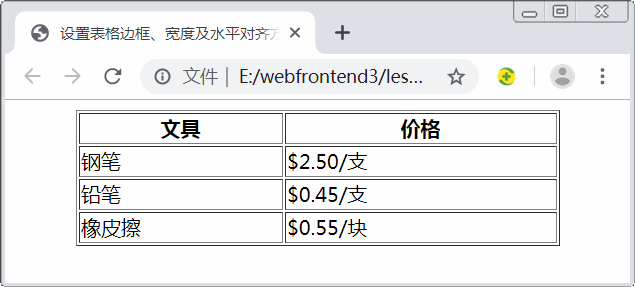 设置表格边框、宽度及水平对齐方
文件 | E:/webfrontend3/les...
文具 价格
钢笔 $2.50/支
铅笔 $0.45/支
橡皮擦 $0.55/块